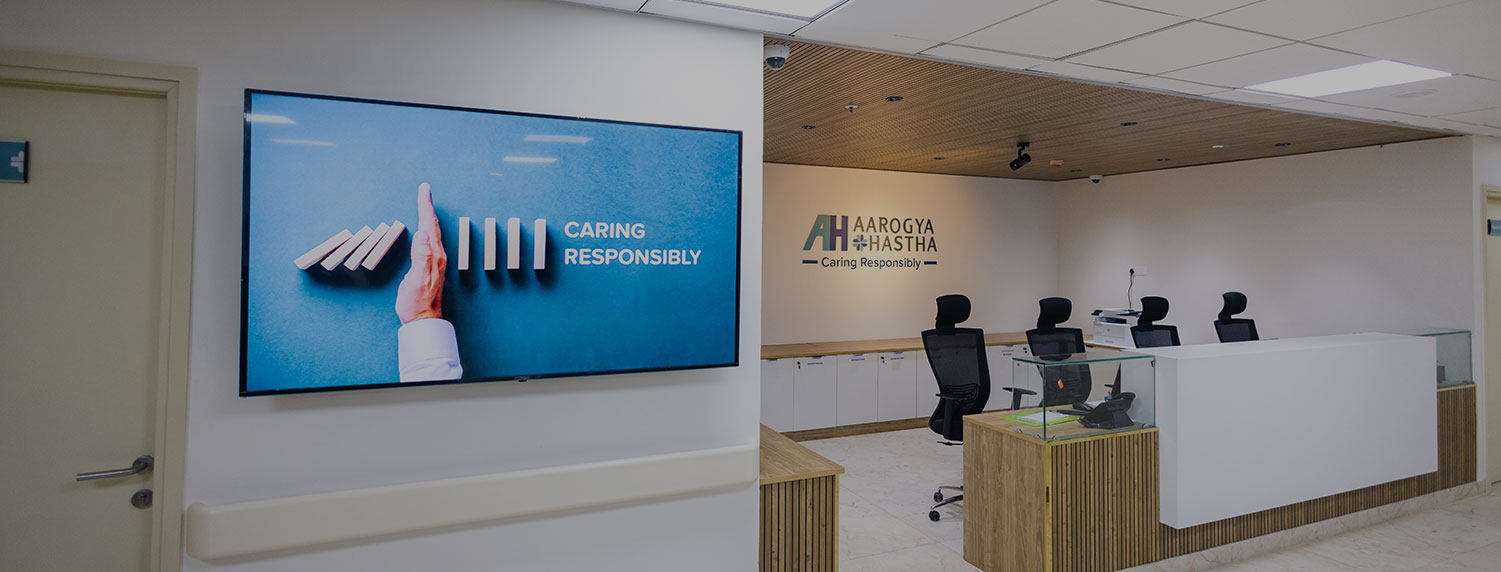 CARING
RESPONSIBLY
AH AAROGYA
HASTHA
Caring Responsibly